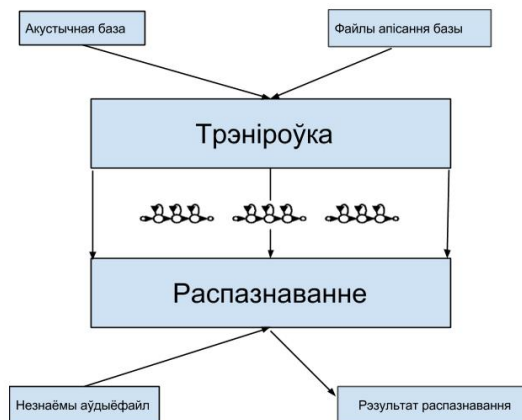 Акустычная база
Файлы апісання базы
Трэніроўка
Распазнаванне
Незнаёмы аўдыёфайл
Рэзультат распазнавання